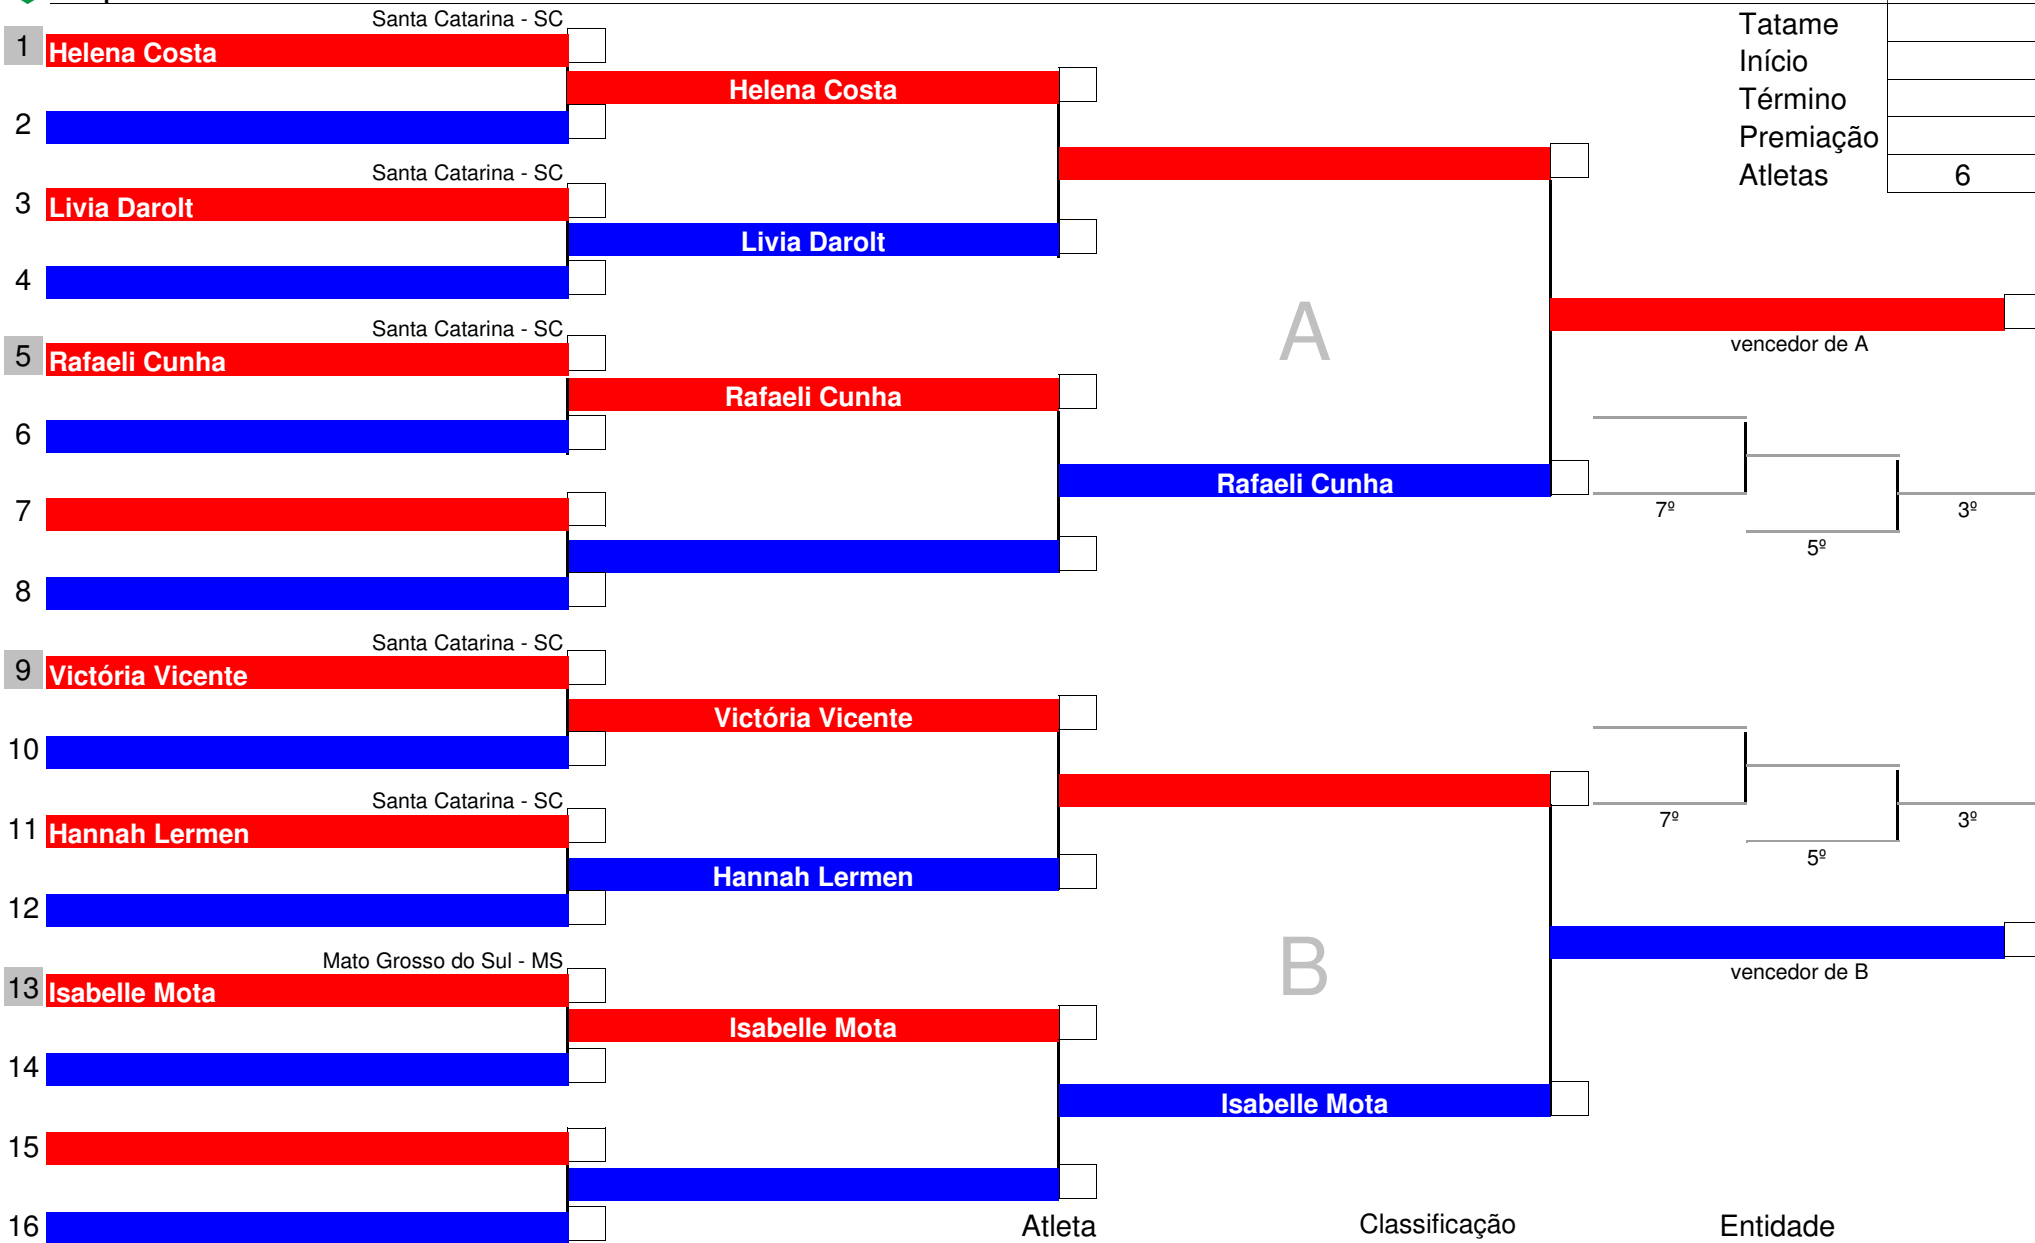 Santa Catarina - SC
Tatame
1 Helena Costa
Início
Helena Costa
Término
2
Premiação
Santa Catarina - SC
Atletas 6
3 Livia Darolt
Livia Darolt
4
Santa Catarina - SC
A
vencedor de A
5 Rafaeli Cunha
Rafaeli Cunha
6
Rafaeli Cunha
7
7º 3º
5º
8
Santa Catarina - SC
9 Victória Vicente
Victória Vicente
10
Santa Catarina - SC
7º 3º
11 Hannah Lermen
5º
Hannah Lermen
12
Mato Grosso do Sul - MS
B
vencedor de B
13 Isabelle Mota
Isabelle Mota
14
Isabelle Mota
15
16
Atleta Classificação Entidade